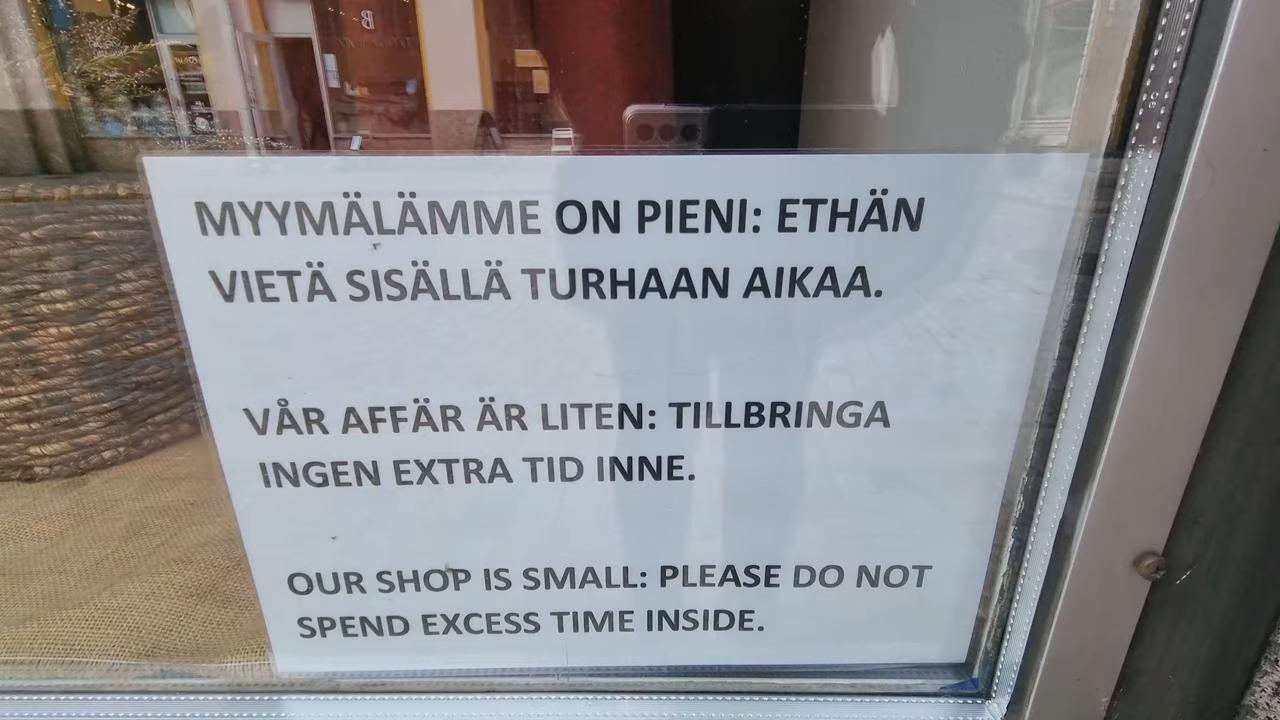 MYYMÄLÄMME ON PIENI: ETHÄN
VIETÄ SISÄLLÄ TURHAAN AIKAA.
VÅR AFFÄR ÄR LITEN: TILLBRINGA
INGEN EXTRA TID INNE.
OUR SHOP IS SMALL: PLEASE DO NOT
SPEND EXCESS TIME INSIDE.